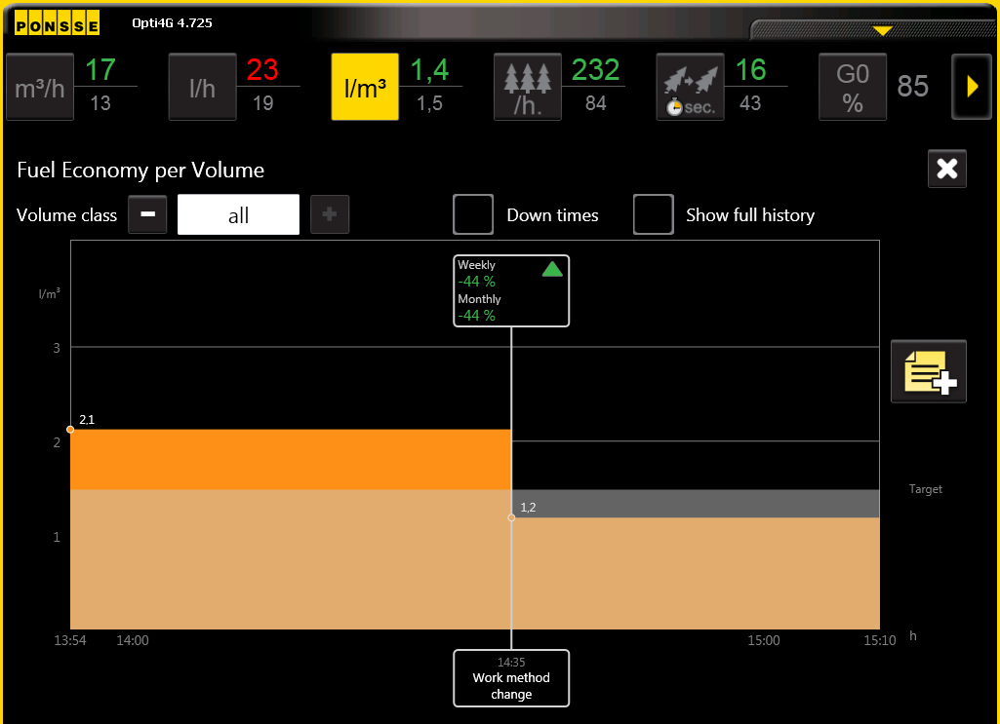 PONSSE
Opti4G 4.725
m³/h 17 13
l/h 23 19
l/m³ 1,4 1,5
/h. 232 84
sec. 16 43
G0 % 85
Fuel Economy per Volume
Volume class − all + Down times Show full history
Weekly
-44 %
Monthly
-44 %
l/m³
3
2,1
2
Target
1,2
1
13:54 14:00 15:00 15:10 h
14:35
Work method
change